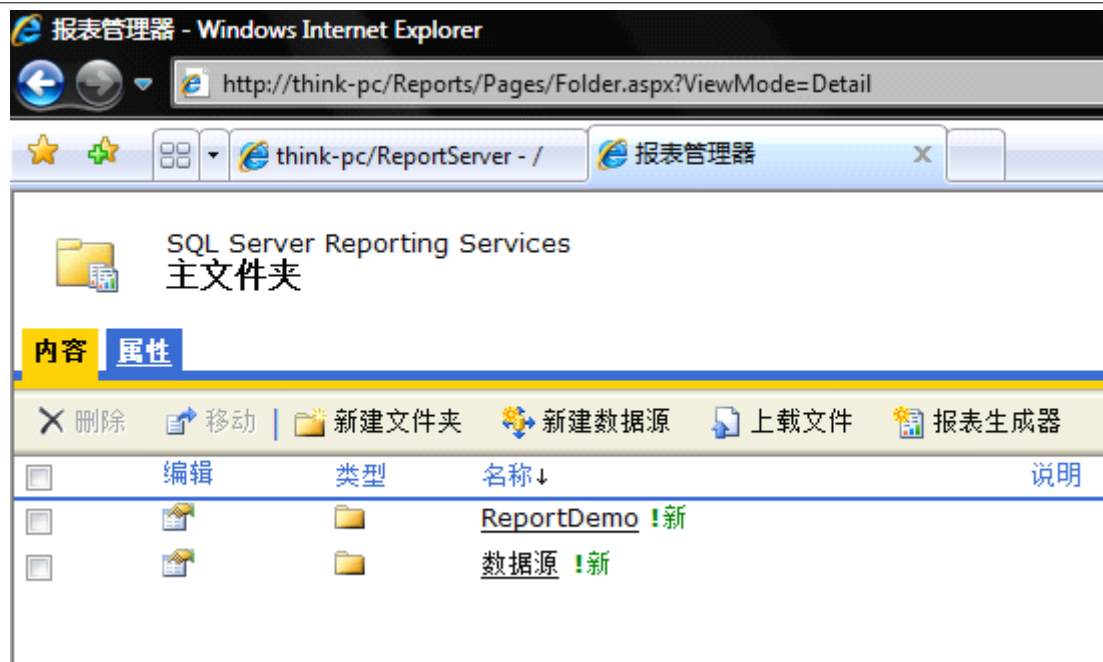 报表管理器 - Windows Internet Explorer
http://think-pc/Reports/Pages/Folder.aspx?ViewMode=Detail
think-pc/ReportServer - /
报表管理器
SQL Server Reporting Services
主文件夹
内容 属性
删除 移动 | 新建文件夹 新建数据源 上载文件 报表生成器
编辑 类型 名称↓ 说明
ReportDemo !新
数据源 !新